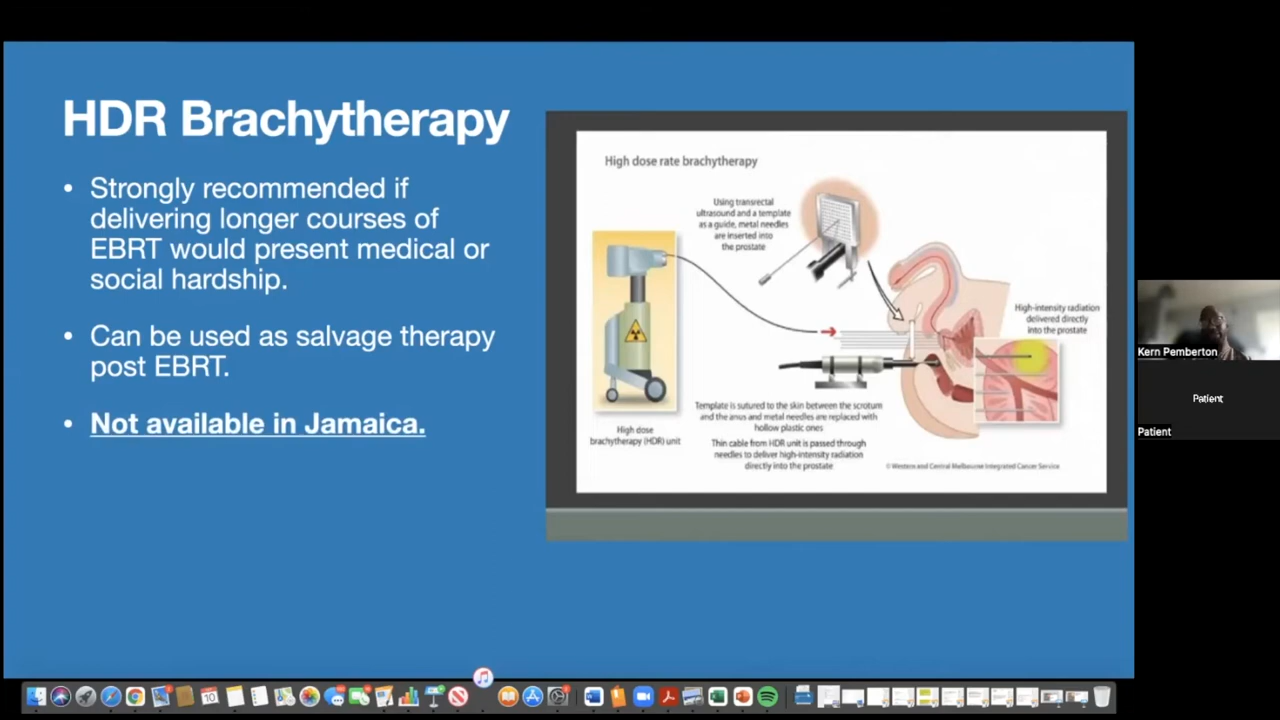 HDR Brachytherapy
• Strongly recommended if
delivering longer courses of
EBRT would present medical or
social hardship.
• Can be used as salvage therapy
post EBRT.
• Not available in Jamaica.
High dose rate brachytherapy
Using transrectal
ultrasound and a template
as a guide, metal needles
are inserted into
the prostate
High-intensity radiation
delivered directly
into the prostate
Template is sutured to the skin between the scrotum
and the anus and metal needles are replaced with
hollow plastic ones
High dose
brachytherapy (HDR) unit
Thin cable from HDR unit is passed through
needles to deliver high-intensity radiation
directly into the prostate
© Western and Central Melbourne Integrated Cancer Service
Kern Pemberton
Patient
Patient
10